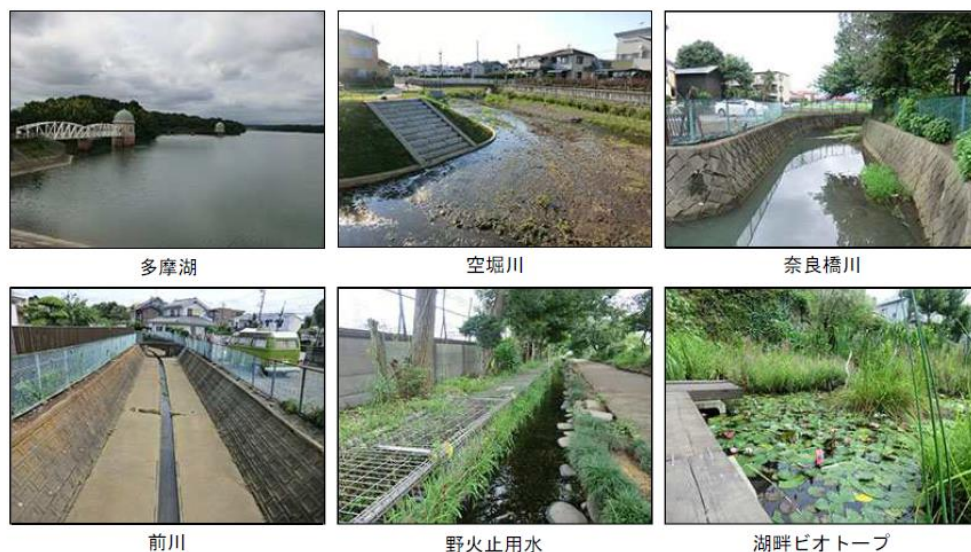 多摩湖
空堀川
奈良橋川
前川
野火止用水
湖畔ビオトープ